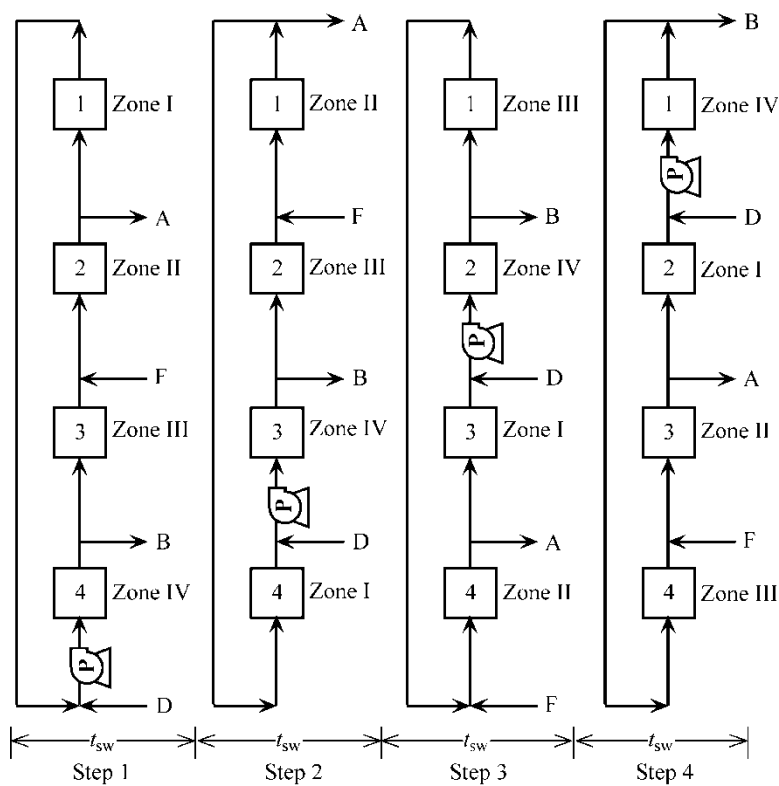 A
B
1 Zone I
1 Zone II
1 Zone III
1 Zone IV
P
A
F
B
D
2 Zone II
2 Zone III
2 Zone IV
2 Zone I
P
F
B
D
A
3 Zone III
3 Zone IV
3 Zone I
3 Zone II
P
B
D
A
F
4 Zone IV
4 Zone I
4 Zone II
4 Zone III
P
D
F
tsw
tsw
tsw
tsw
Step 1
Step 2
Step 3
Step 4